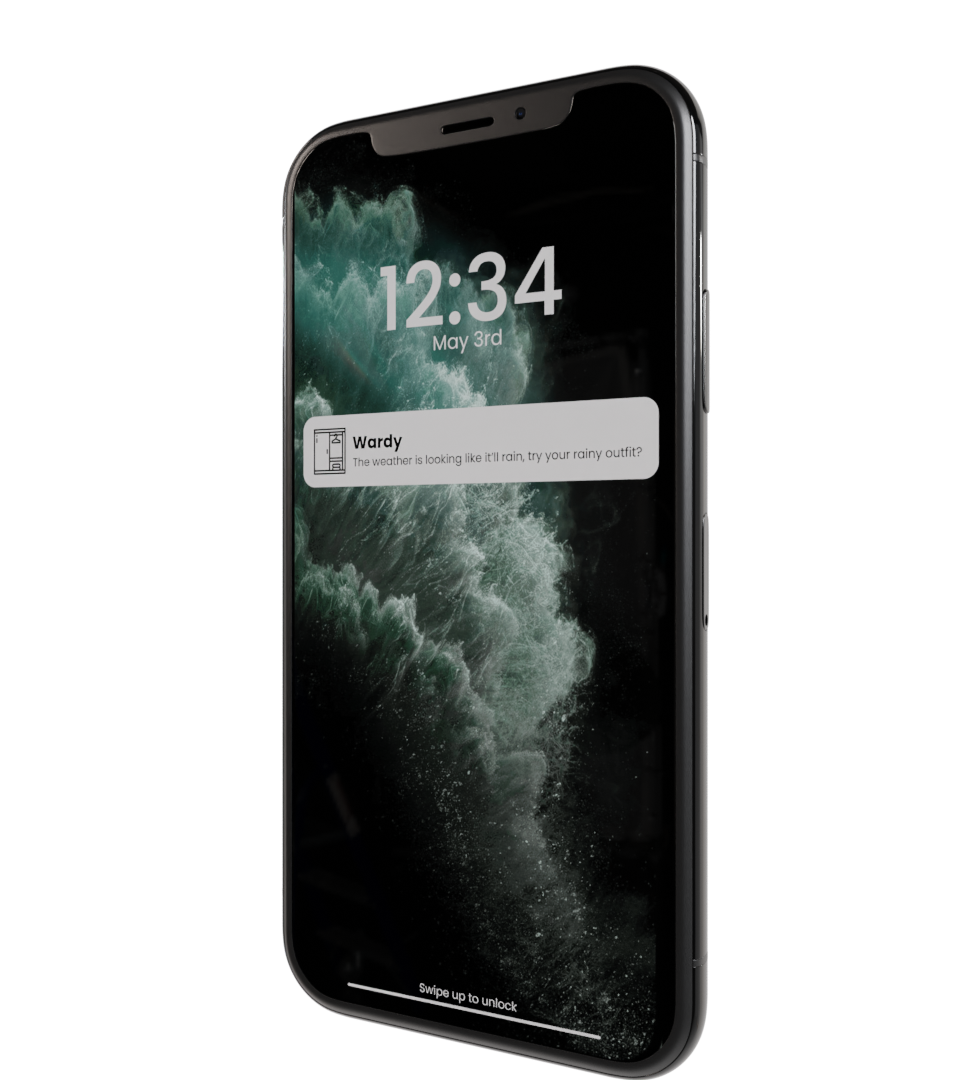 12:34
May 3rd
Wardy
The weather is looking like it'll rain, try your rainy outfit?
Swipe up to unlock